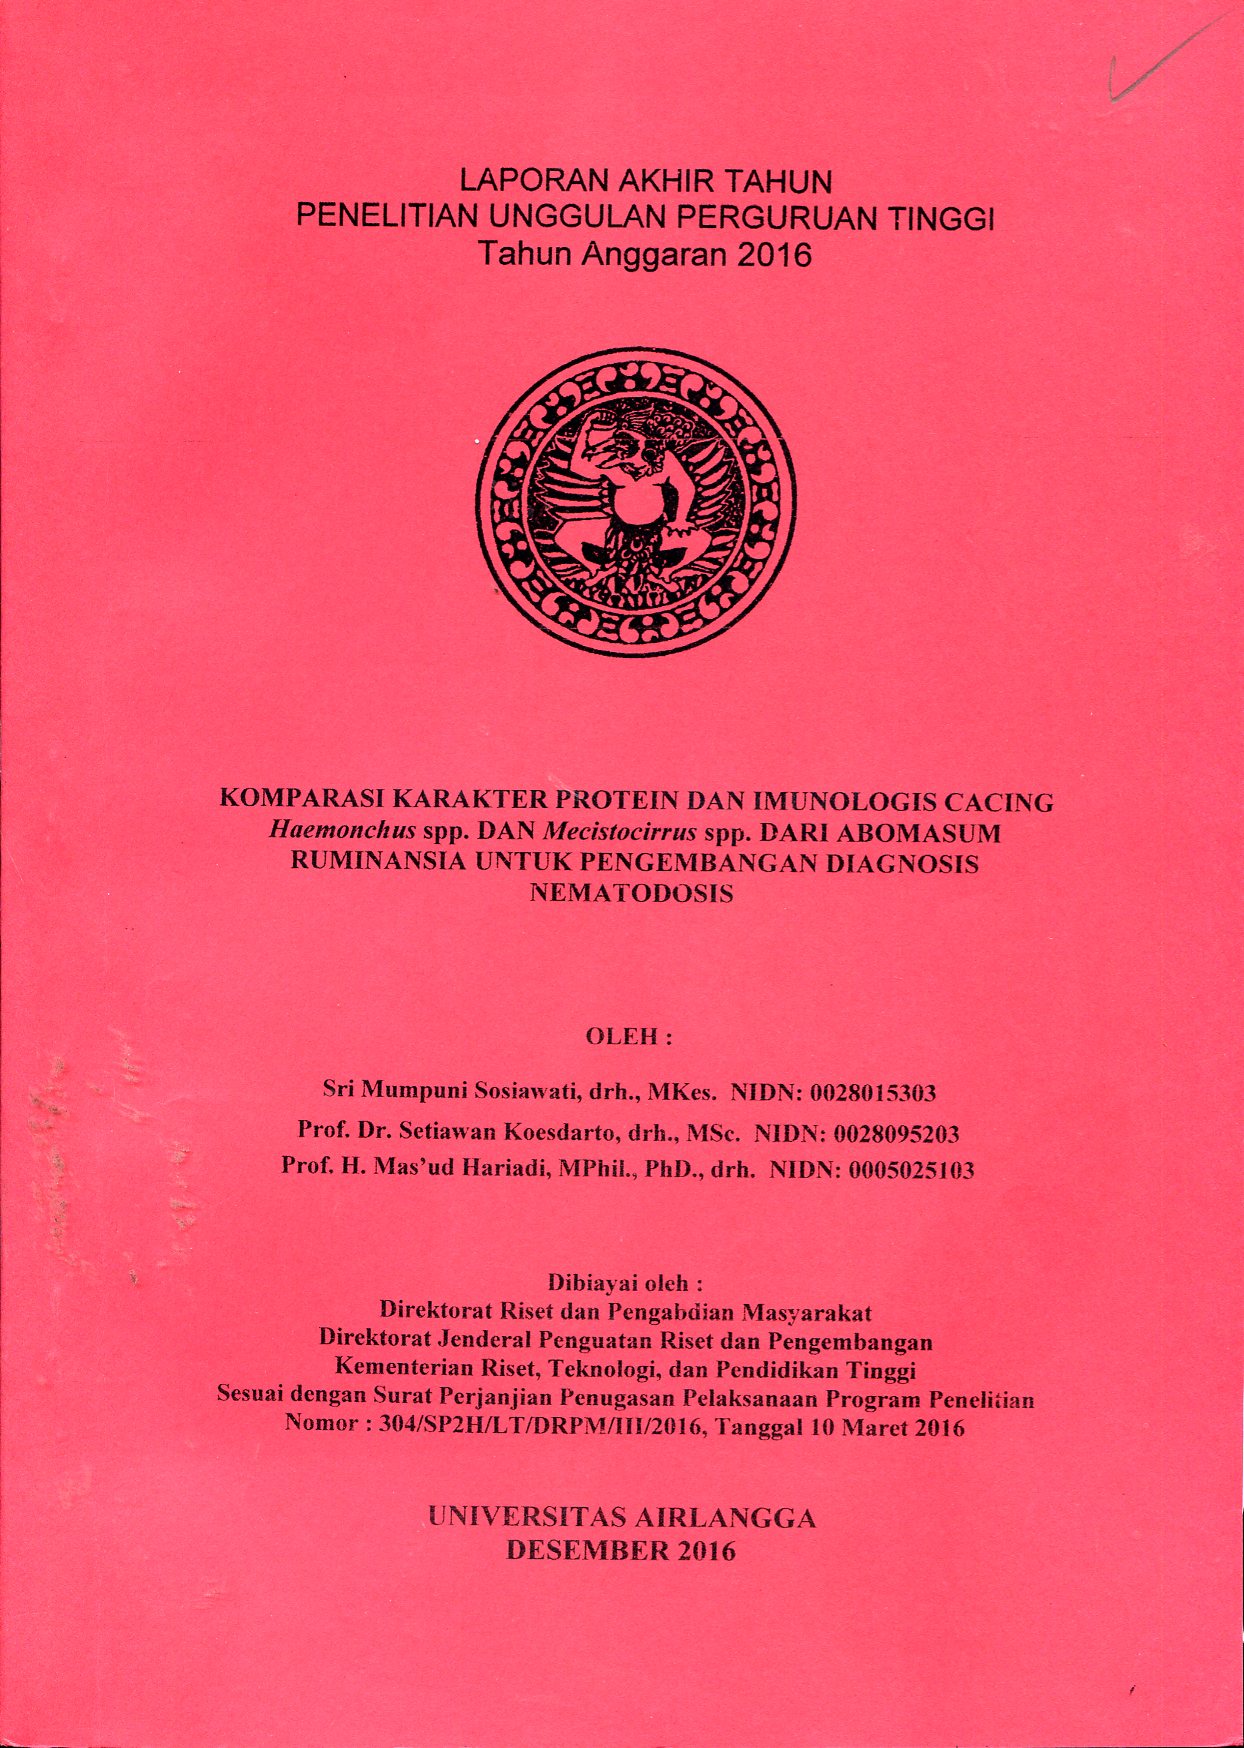 LAPORAN AKHIR TAHUN
PENELITIAN UNGGULAN PERGURUAN TINGGI
Tahun Anggaran 2016
KOMPARASI KARAKTER PROTEIN DAN IMUNOLOGIS CACING
Haemonchus spp. DAN Mecistocirrus spp. DARI ABOMASUM
RUMINANSIA UNTUK PENGEMBANGAN DIAGNOSIS
NEMATODOSIS
OLEH :
Sri Mumpuni Sosiawati, drh., MKes. NIDN: 0028015303
Prof. Dr. Setiawan Koesdarto, drh., MSc. NIDN: 0028095203
Prof. H. Mas’ud Hariadi, MPhil., PhD., drh. NIDN: 0005025103
Dibiayai oleh :
Direktorat Riset dan Pengabdian Masyarakat
Direktorat Jenderal Penguatan Riset dan Pengembangan
Kementerian Riset, Teknologi, dan Pendidikan Tinggi
Sesuai dengan Surat Perjanjian Penugasan Pelaksanaan Program Penelitian
Nomor : 304/SP2H/LT/DRPM/III/2016, Tanggal 10 Maret 2016
UNIVERSITAS AIRLANGGA
DESEMBER 2016